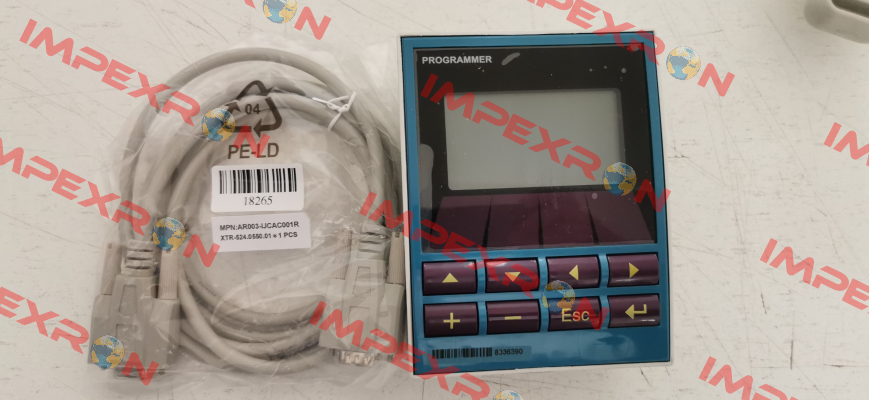 IMPEXRON
IMPEXRON
IMPEXRON
04
PE-LD
18265
MPN:AR003-IJCAC001R
XTR-524.0550.01 = 1 PCS
PROGRAMMER
IMPEXRON
+
−
Esc
8336390
IMPEXRON
IMPEXRON
IMPEXRON
IMPEXRON